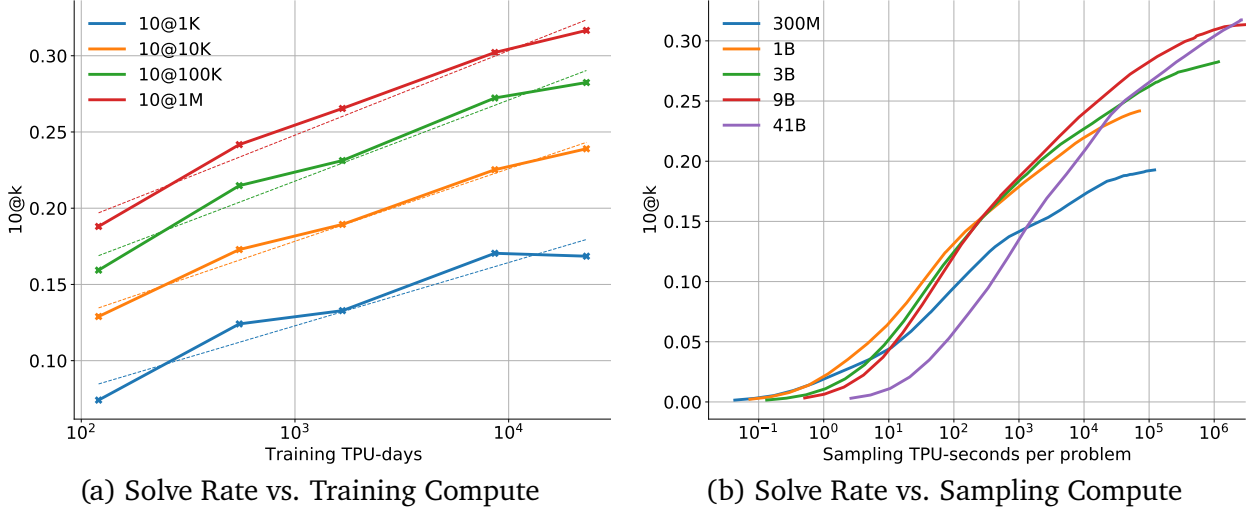 10@1K
10@10K
10@100K
10@1M
0.30
0.25
0.20
0.15
0.10
10@k
10² 10³ 10⁴
Training TPU-days
(a) Solve Rate vs. Training Compute
300M
1B
3B
9B
41B
0.30
0.25
0.20
0.15
0.10
0.05
0.00
10@k
10⁻¹ 10⁰ 10¹ 10² 10³ 10⁴ 10⁵ 10⁶
Sampling TPU-seconds per problem
(b) Solve Rate vs. Sampling Compute